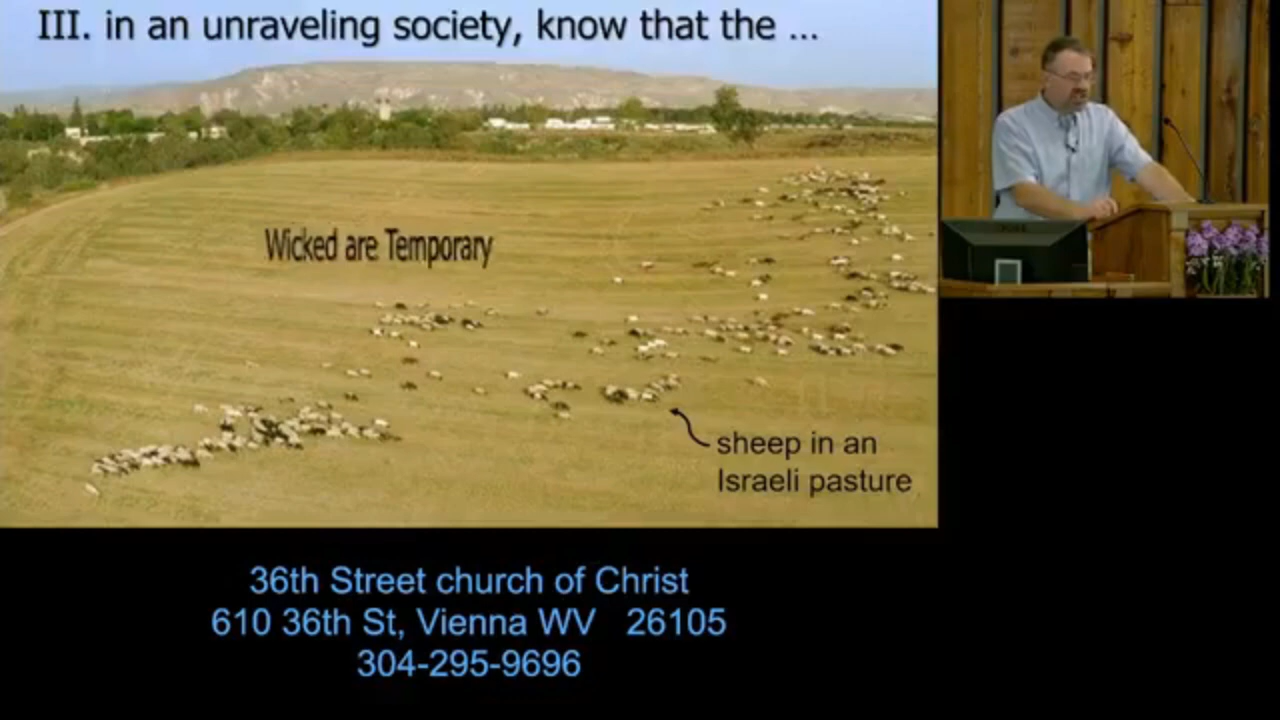 III. in an unraveling society, know that the ...
Wicked are Temporary
sheep in an
Israeli pasture
36th Street church of Christ
610 36th St, Vienna WV 26105
304-295-9696